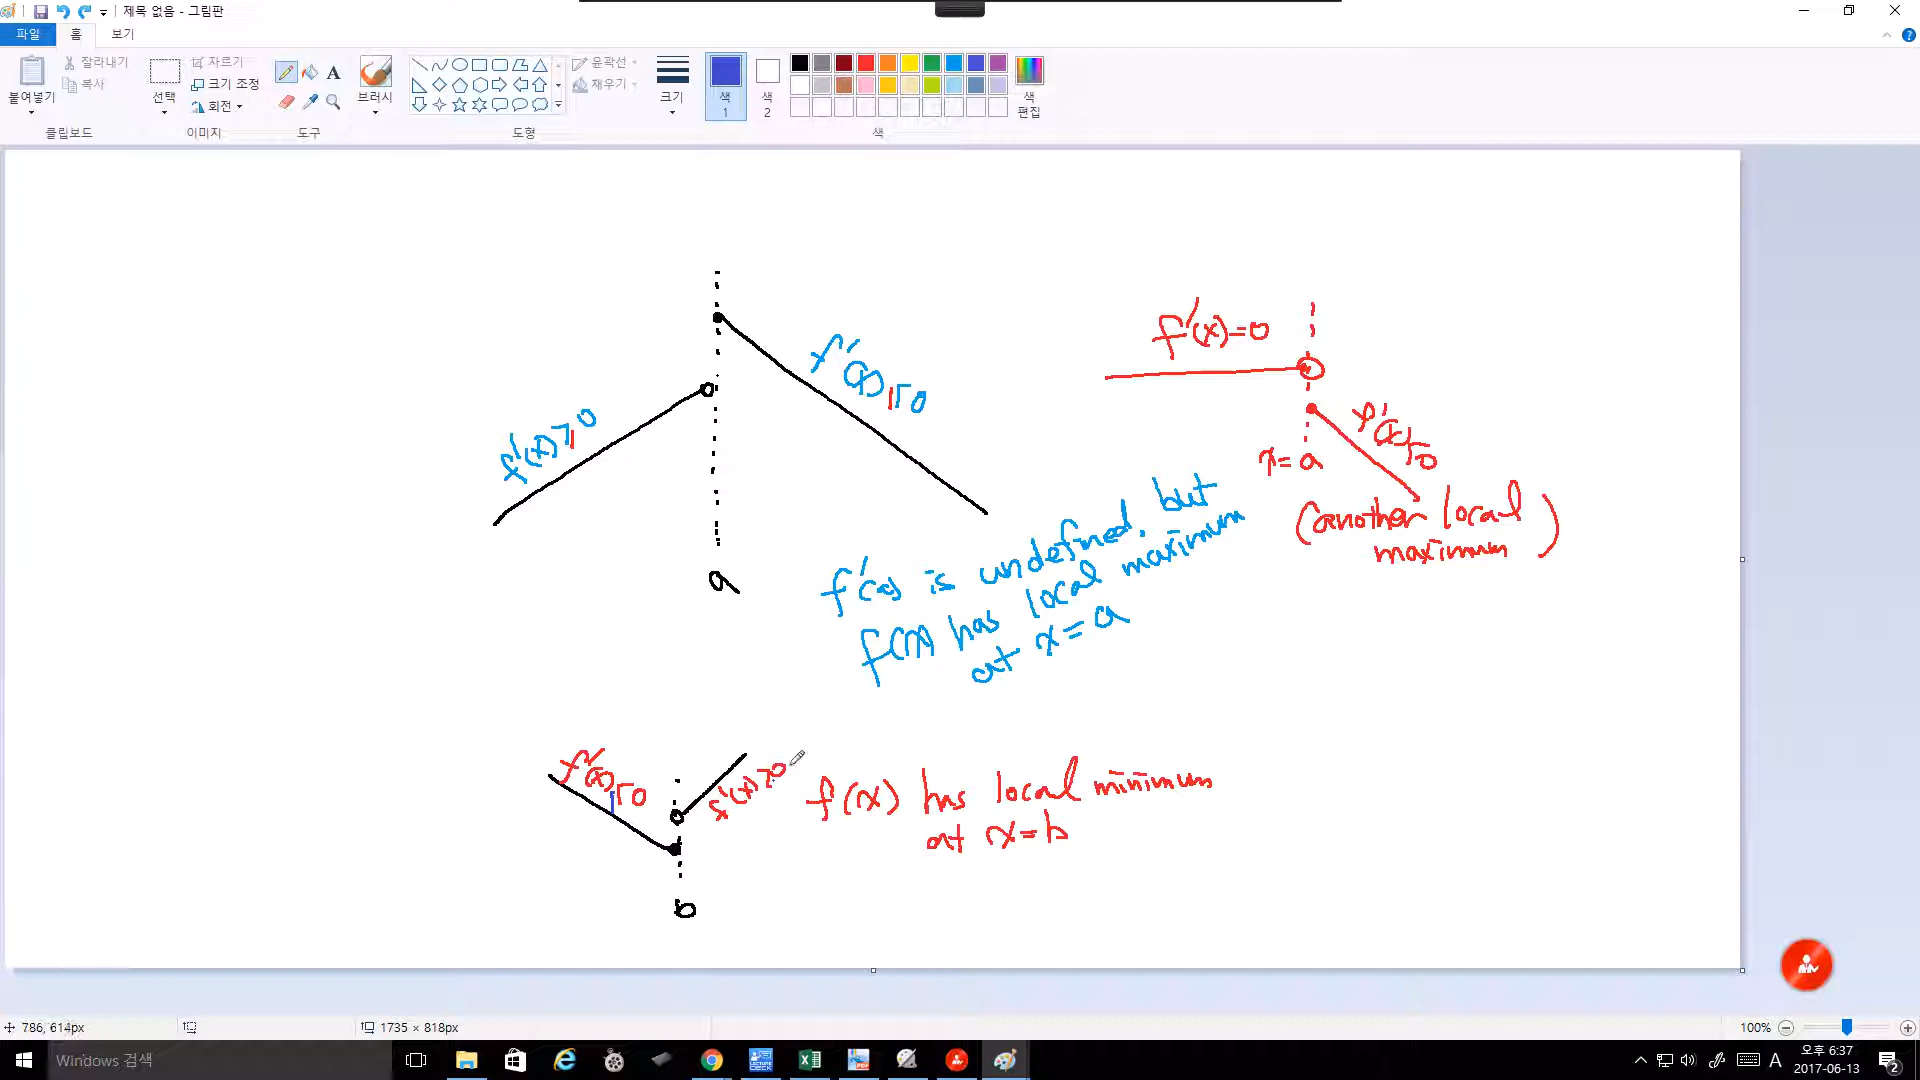 제목 없음 - 그림판
파일 홈 보기
붙여넣기
잘라내기
복사
클립보드
선택
자르기
크기 조정
회전
이미지
A
도구
브러시
윤곽선
채우기
도형
크기
색
1
색
2
색
편집
색
f'(x)≥0
a
f'(x)≤0
f'(x)=0
x=a
f'(x)≤0
(another local
maximum)
f'(a) is undefined, but
f(x) has local maximum
at x=a
f'(x)≤0
f'(x)≥0
b
f(x) has local minimum
at x=b
786, 614px
1735 × 818px
100%
Windows 검색
A
오후 6:37
2017-06-13
2